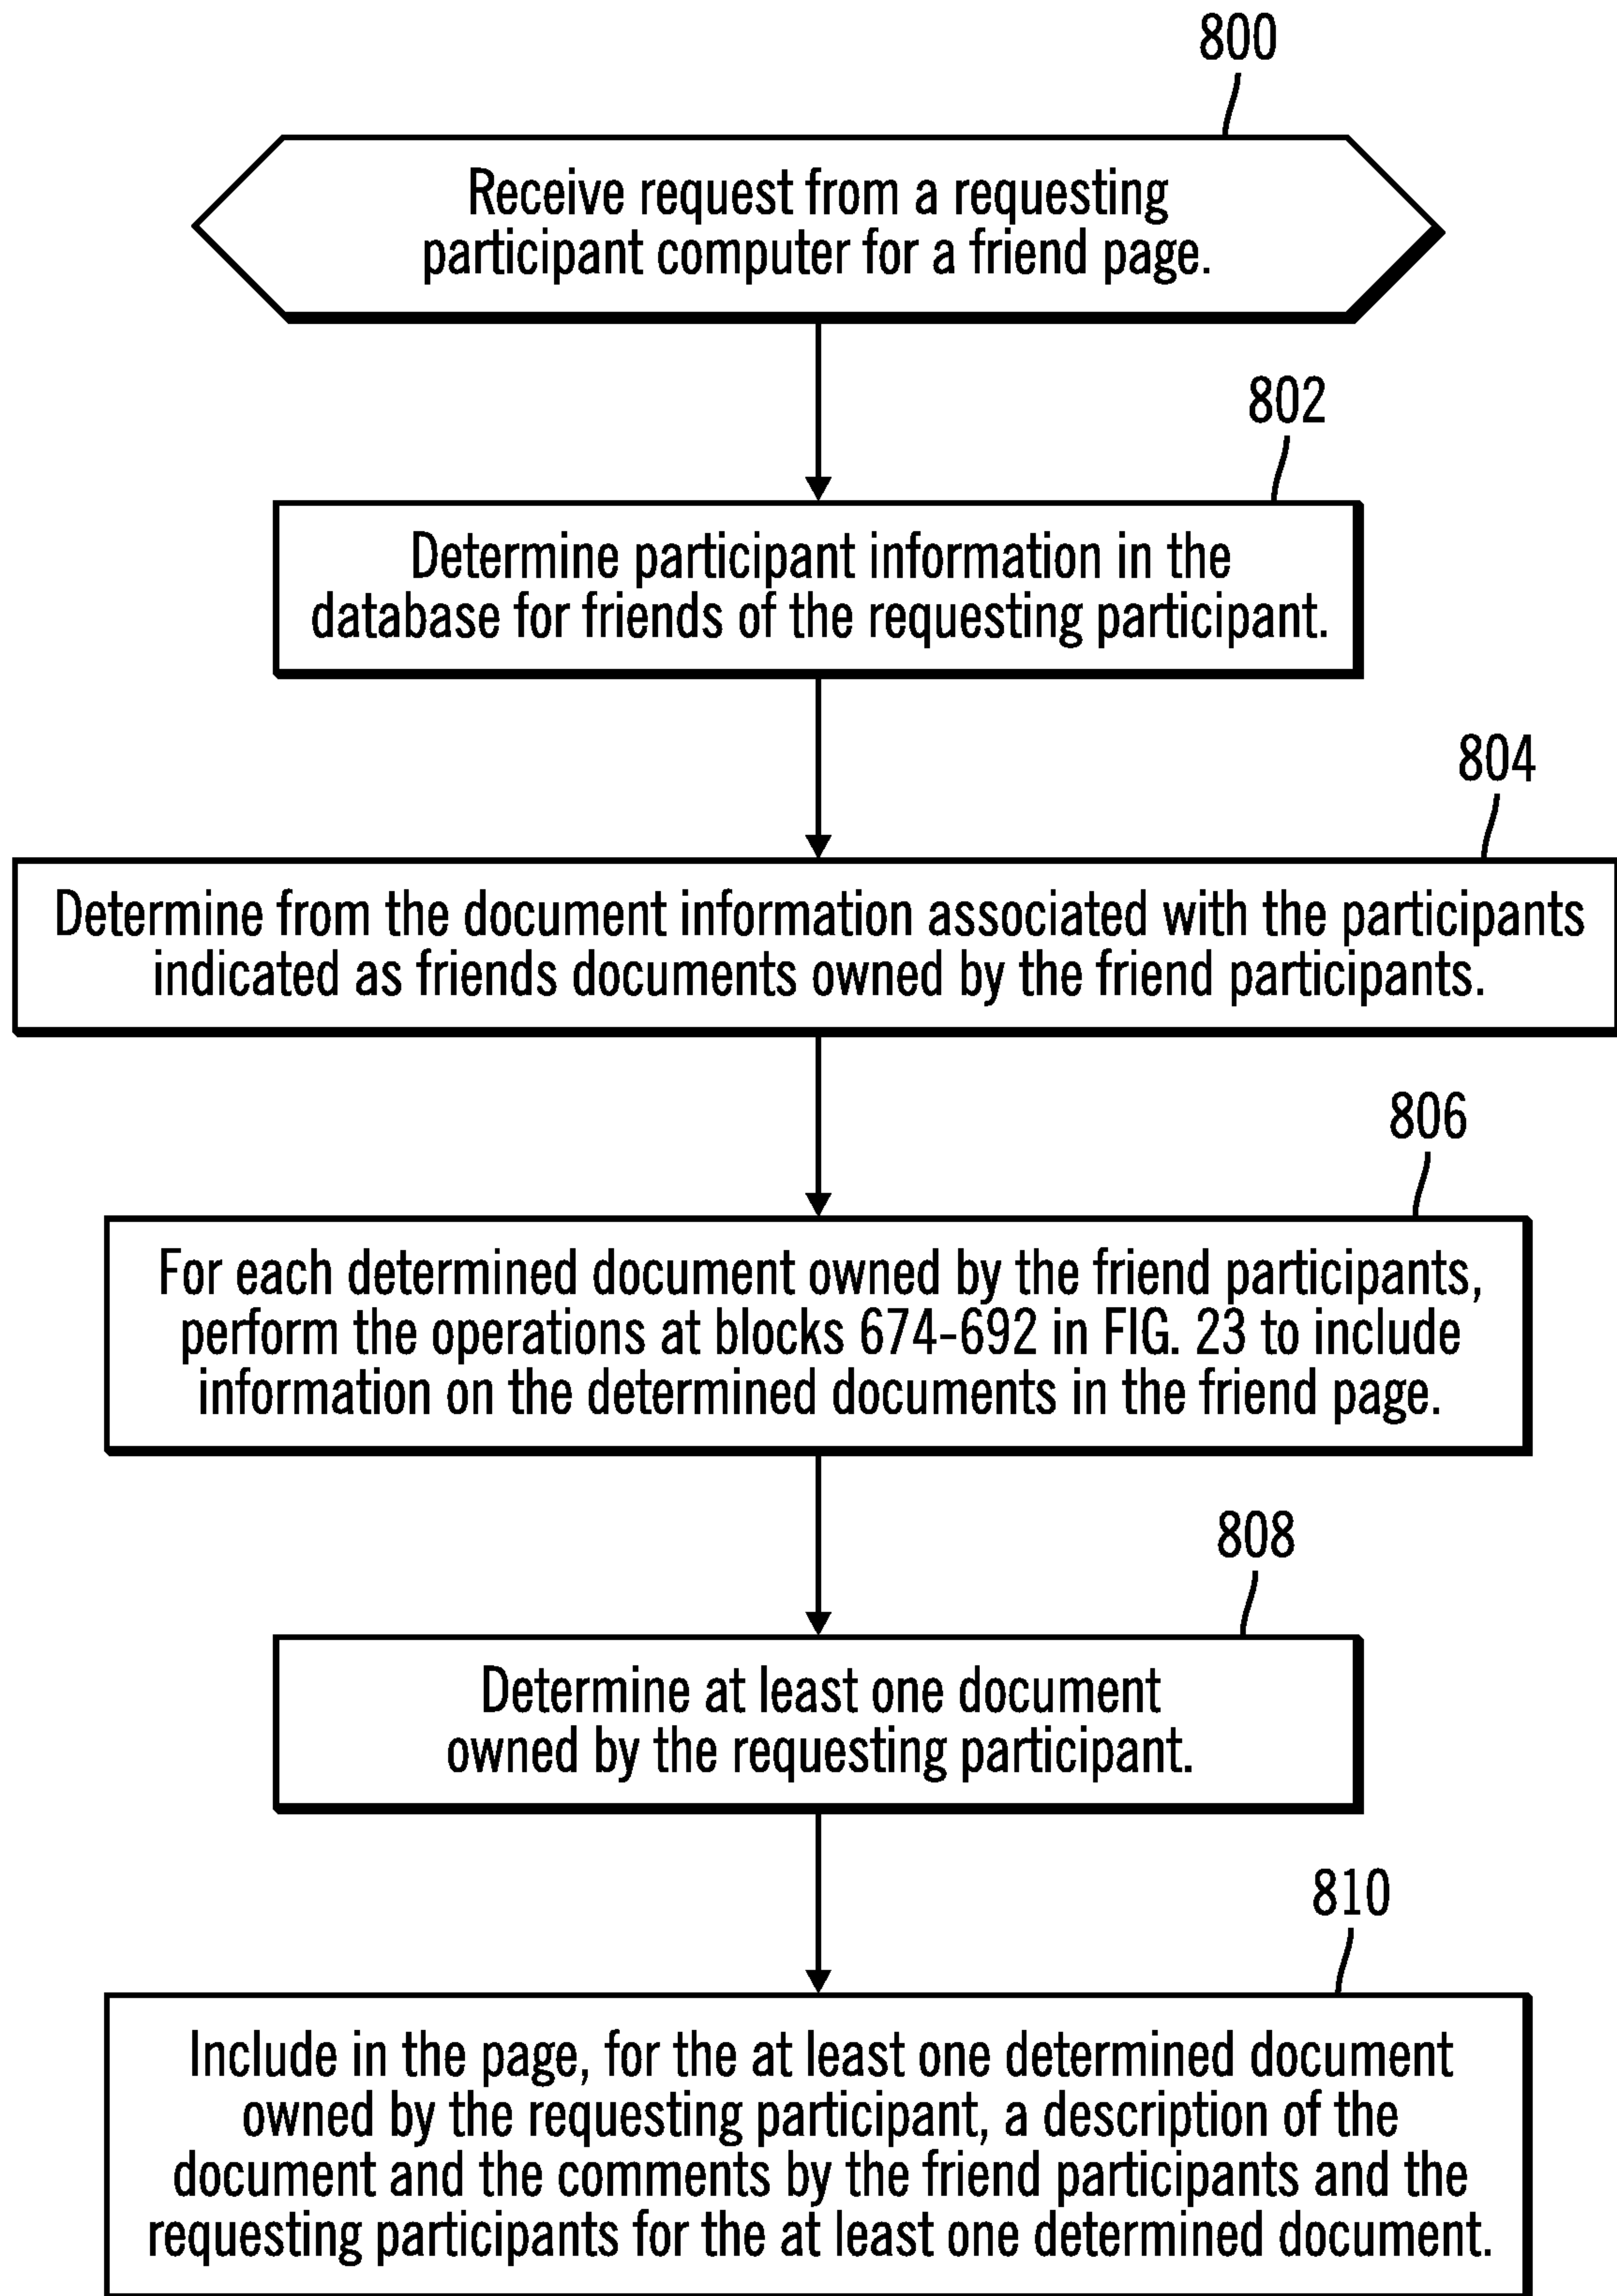 800
Receive request from a requesting
participant computer for a friend page.
802
Determine participant information in the
database for friends of the requesting participant.
804
Determine from the document information associated with the participants
indicated as friends documents owned by the friend participants.
806
For each determined document owned by the friend participants,
perform the operations at blocks 674-692 in FIG. 23 to include
information on the determined documents in the friend page.
808
Determine at least one document
owned by the requesting participant.
810
Include in the page, for the at least one determined document
owned by the requesting participant, a description of the
document and the comments by the friend participants and the
requesting participants for the at least one determined document.